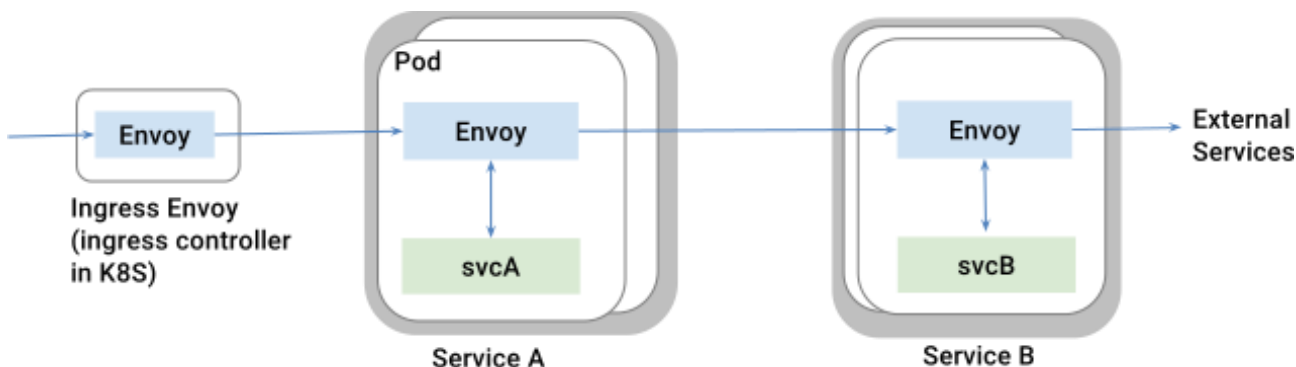 Pod
Envoy
Envoy
Envoy
External
Services
Ingress Envoy
(ingress controller
in K8S)
svcA
svcB
Service A
Service B